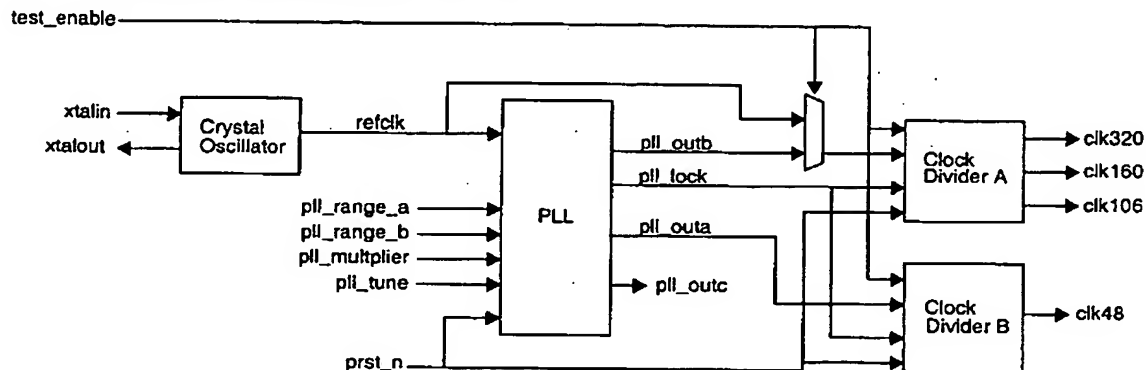 test_enable
xtalin
xtalout
Crystal
Oscillator
refclk
pll_range_a
pll_range_b
pll_multplier
pll_tune
prst_n
PLL
pll_outb
pll_lock
pll_outa
pll_outc
Clock
Divider A
clk320
clk160
clk106
Clock
Divider B
clk48